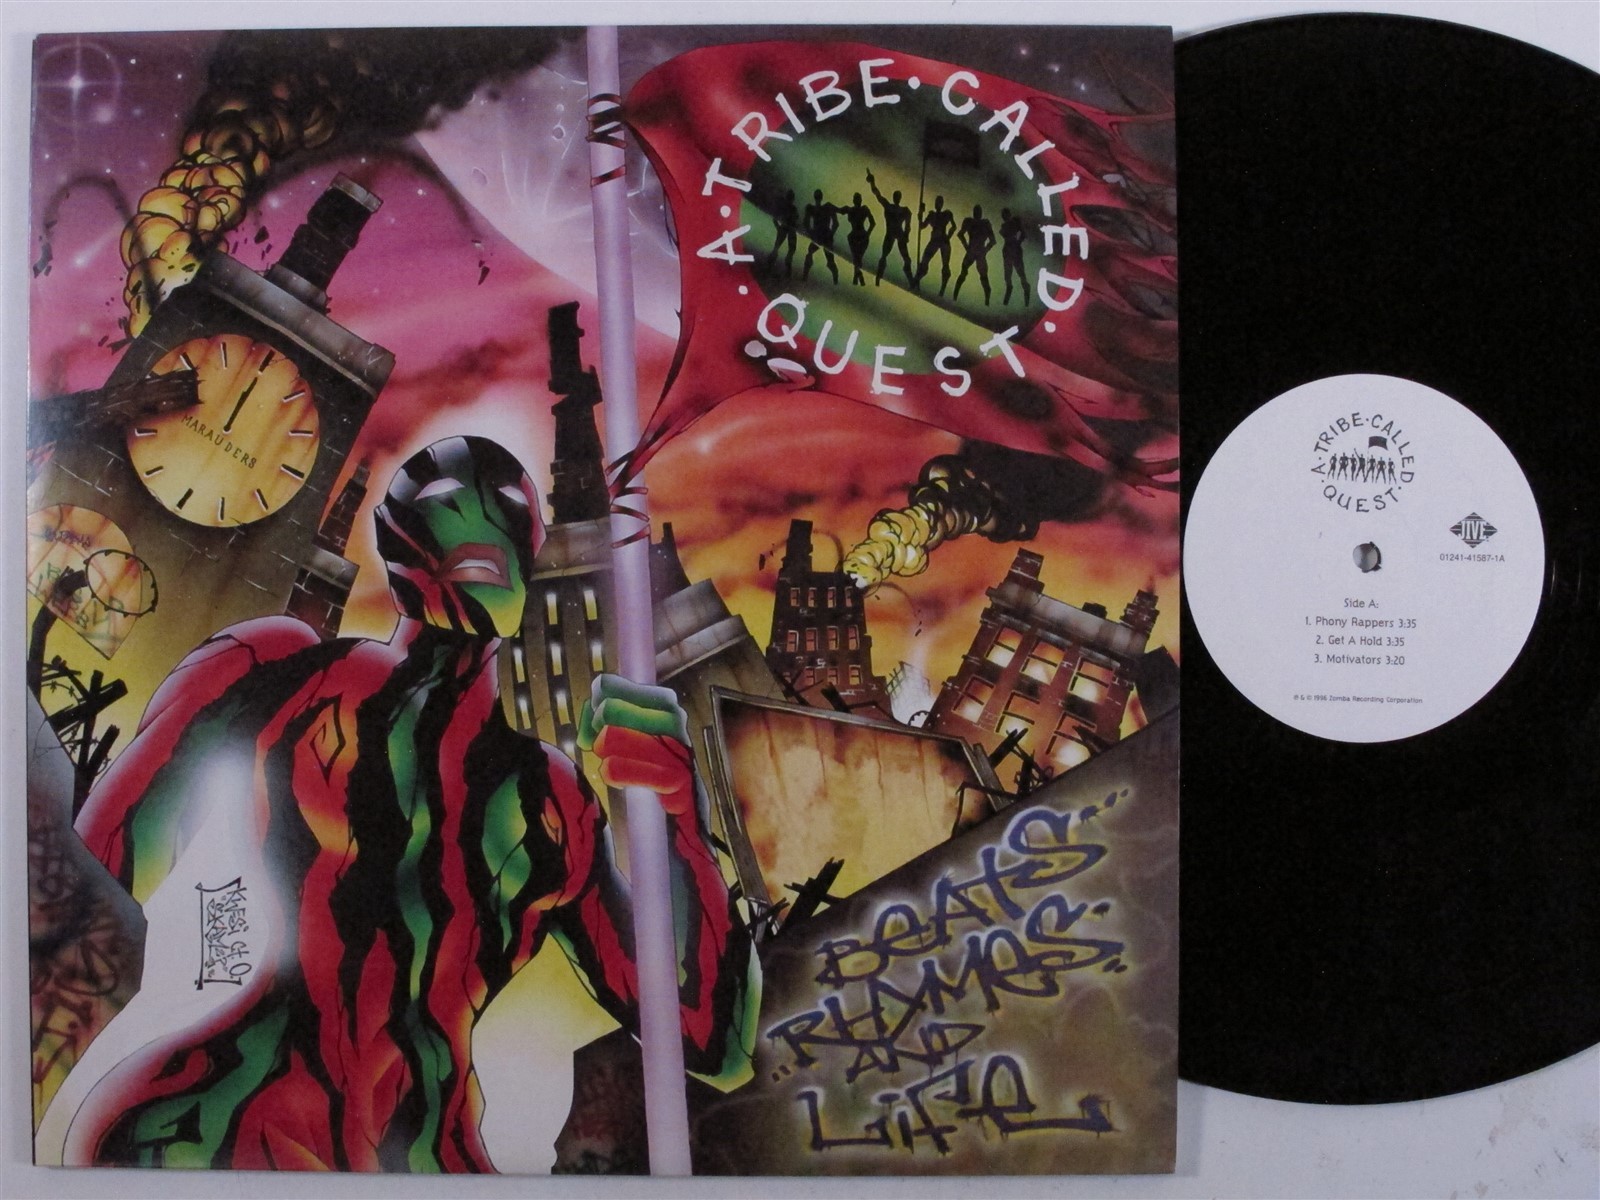 A · TRIBE · CALLED · QUEST ·
MARAUDERS
BEATS...
RHYMES
AND
LIFE
A · TRIBE · CALLED · QUEST ·
JIVE
01241-41587-1A
Side A:
1. Phony Rappers 3:35
2. Get A Hold 3:35
3. Motivators 3:20
℗ & © 1996 Zomba Recording Corporation